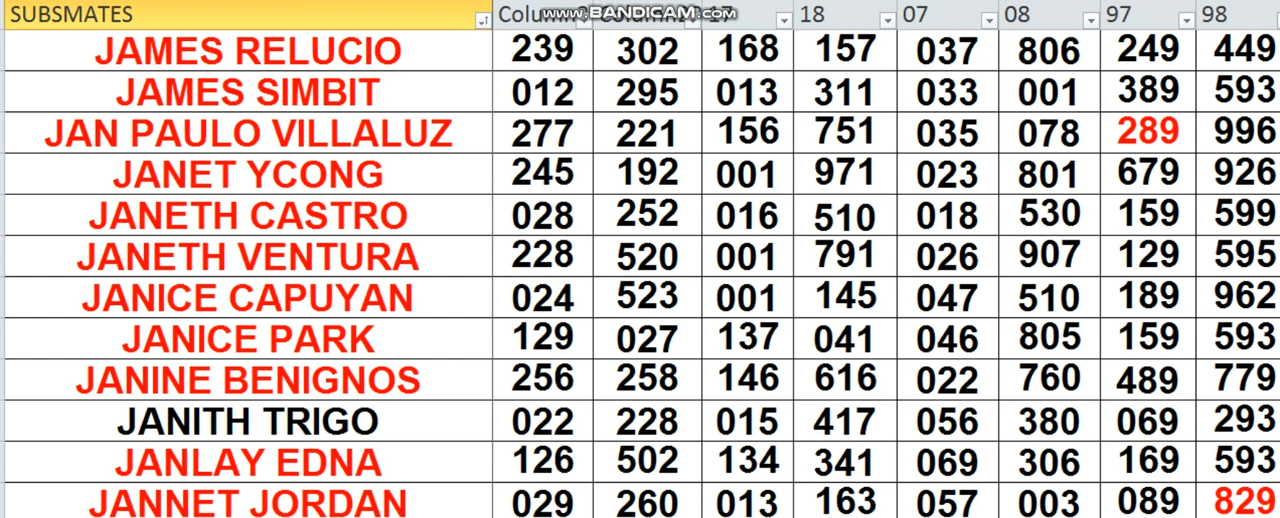 SUBSMATES Column www.BANDICAM.com 17 18 07 08 97 98
JAMES RELUCIO 239 302 168 157 037 806 249 449
JAMES SIMBIT 012 295 013 311 033 001 389 593
JAN PAULO VILLALUZ 277 221 156 751 035 078 289 996
JANET YCONG 245 192 001 971 023 801 679 926
JANETH CASTRO 028 252 016 510 018 530 159 599
JANETH VENTURA 228 520 001 791 026 907 129 595
JANICE CAPUYAN 024 523 001 145 047 510 189 962
JANICE PARK 129 027 137 041 046 805 159 593
JANINE BENIGNOS 256 258 146 616 022 760 489 779
JANITH TRIGO 022 228 015 417 056 380 069 293
JANLAY EDNA 126 502 134 341 069 306 169 593
JANNET JORDAN 029 260 013 163 057 003 089 829